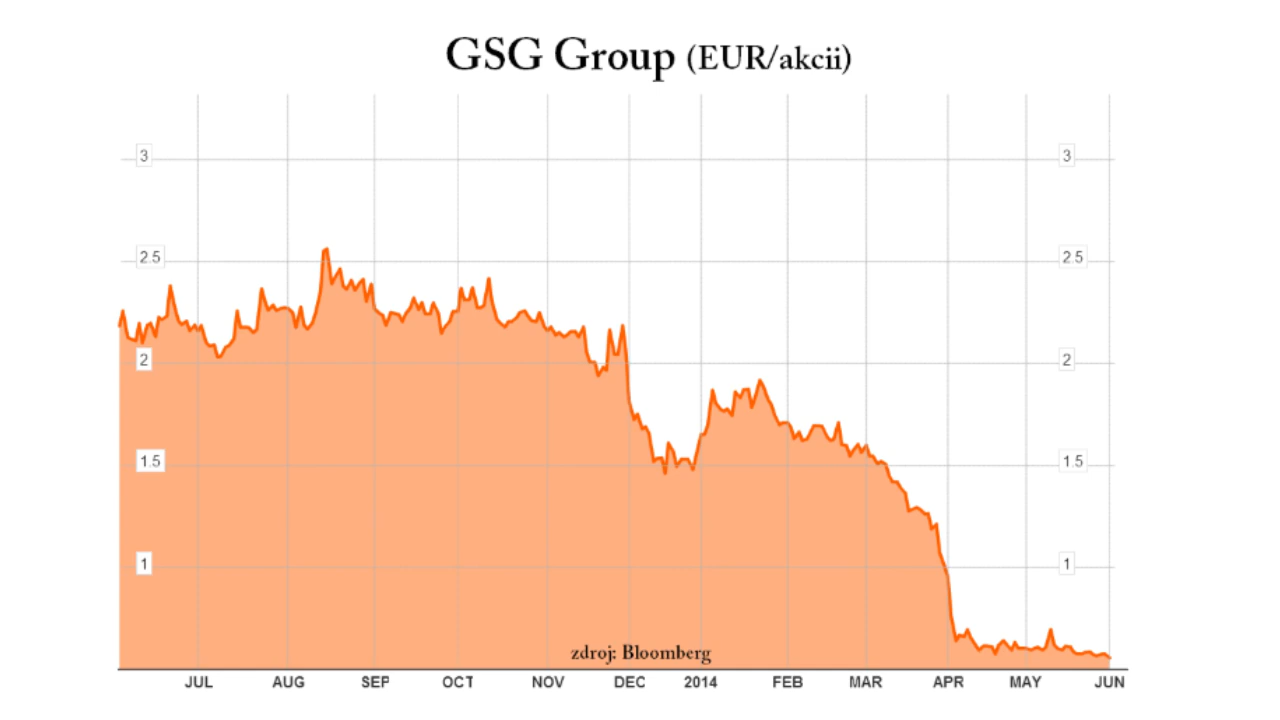 GSG Group (EUR/akcii)
3 3
2.5 2.5
2 2
1.5 1.5
1 1
zdroj: Bloomberg
JUL AUG SEP OCT NOV DEC 2014 FEB MAR APR MAY JUN